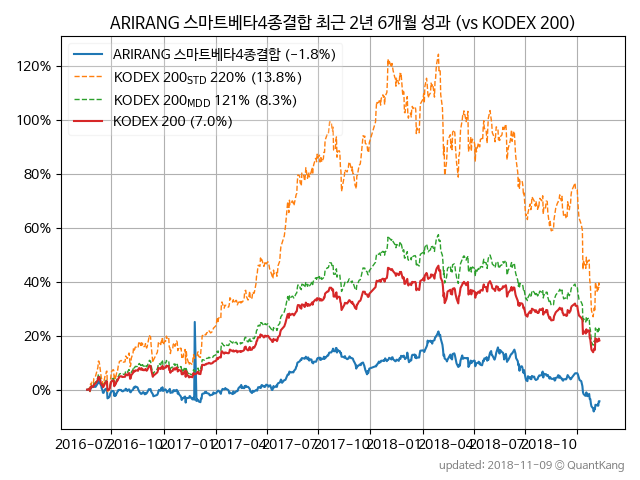 ARIRANG 스마트베타4종결합 최근 2년 6개월 성과 (vs KODEX 200)
ARIRANG 스마트베타4종결합 (-1.8%)
KODEX 200STD 220% (13.8%)
KODEX 200MDD 121% (8.3%)
KODEX 200 (7.0%)
120%
100%
80%
60%
40%
20%
0%
2016-07 2016-10 2017-01 2017-04 2017-07 2017-10 2018-01 2018-04 2018-07 2018-10
updated: 2018-11-09 © QuantKang